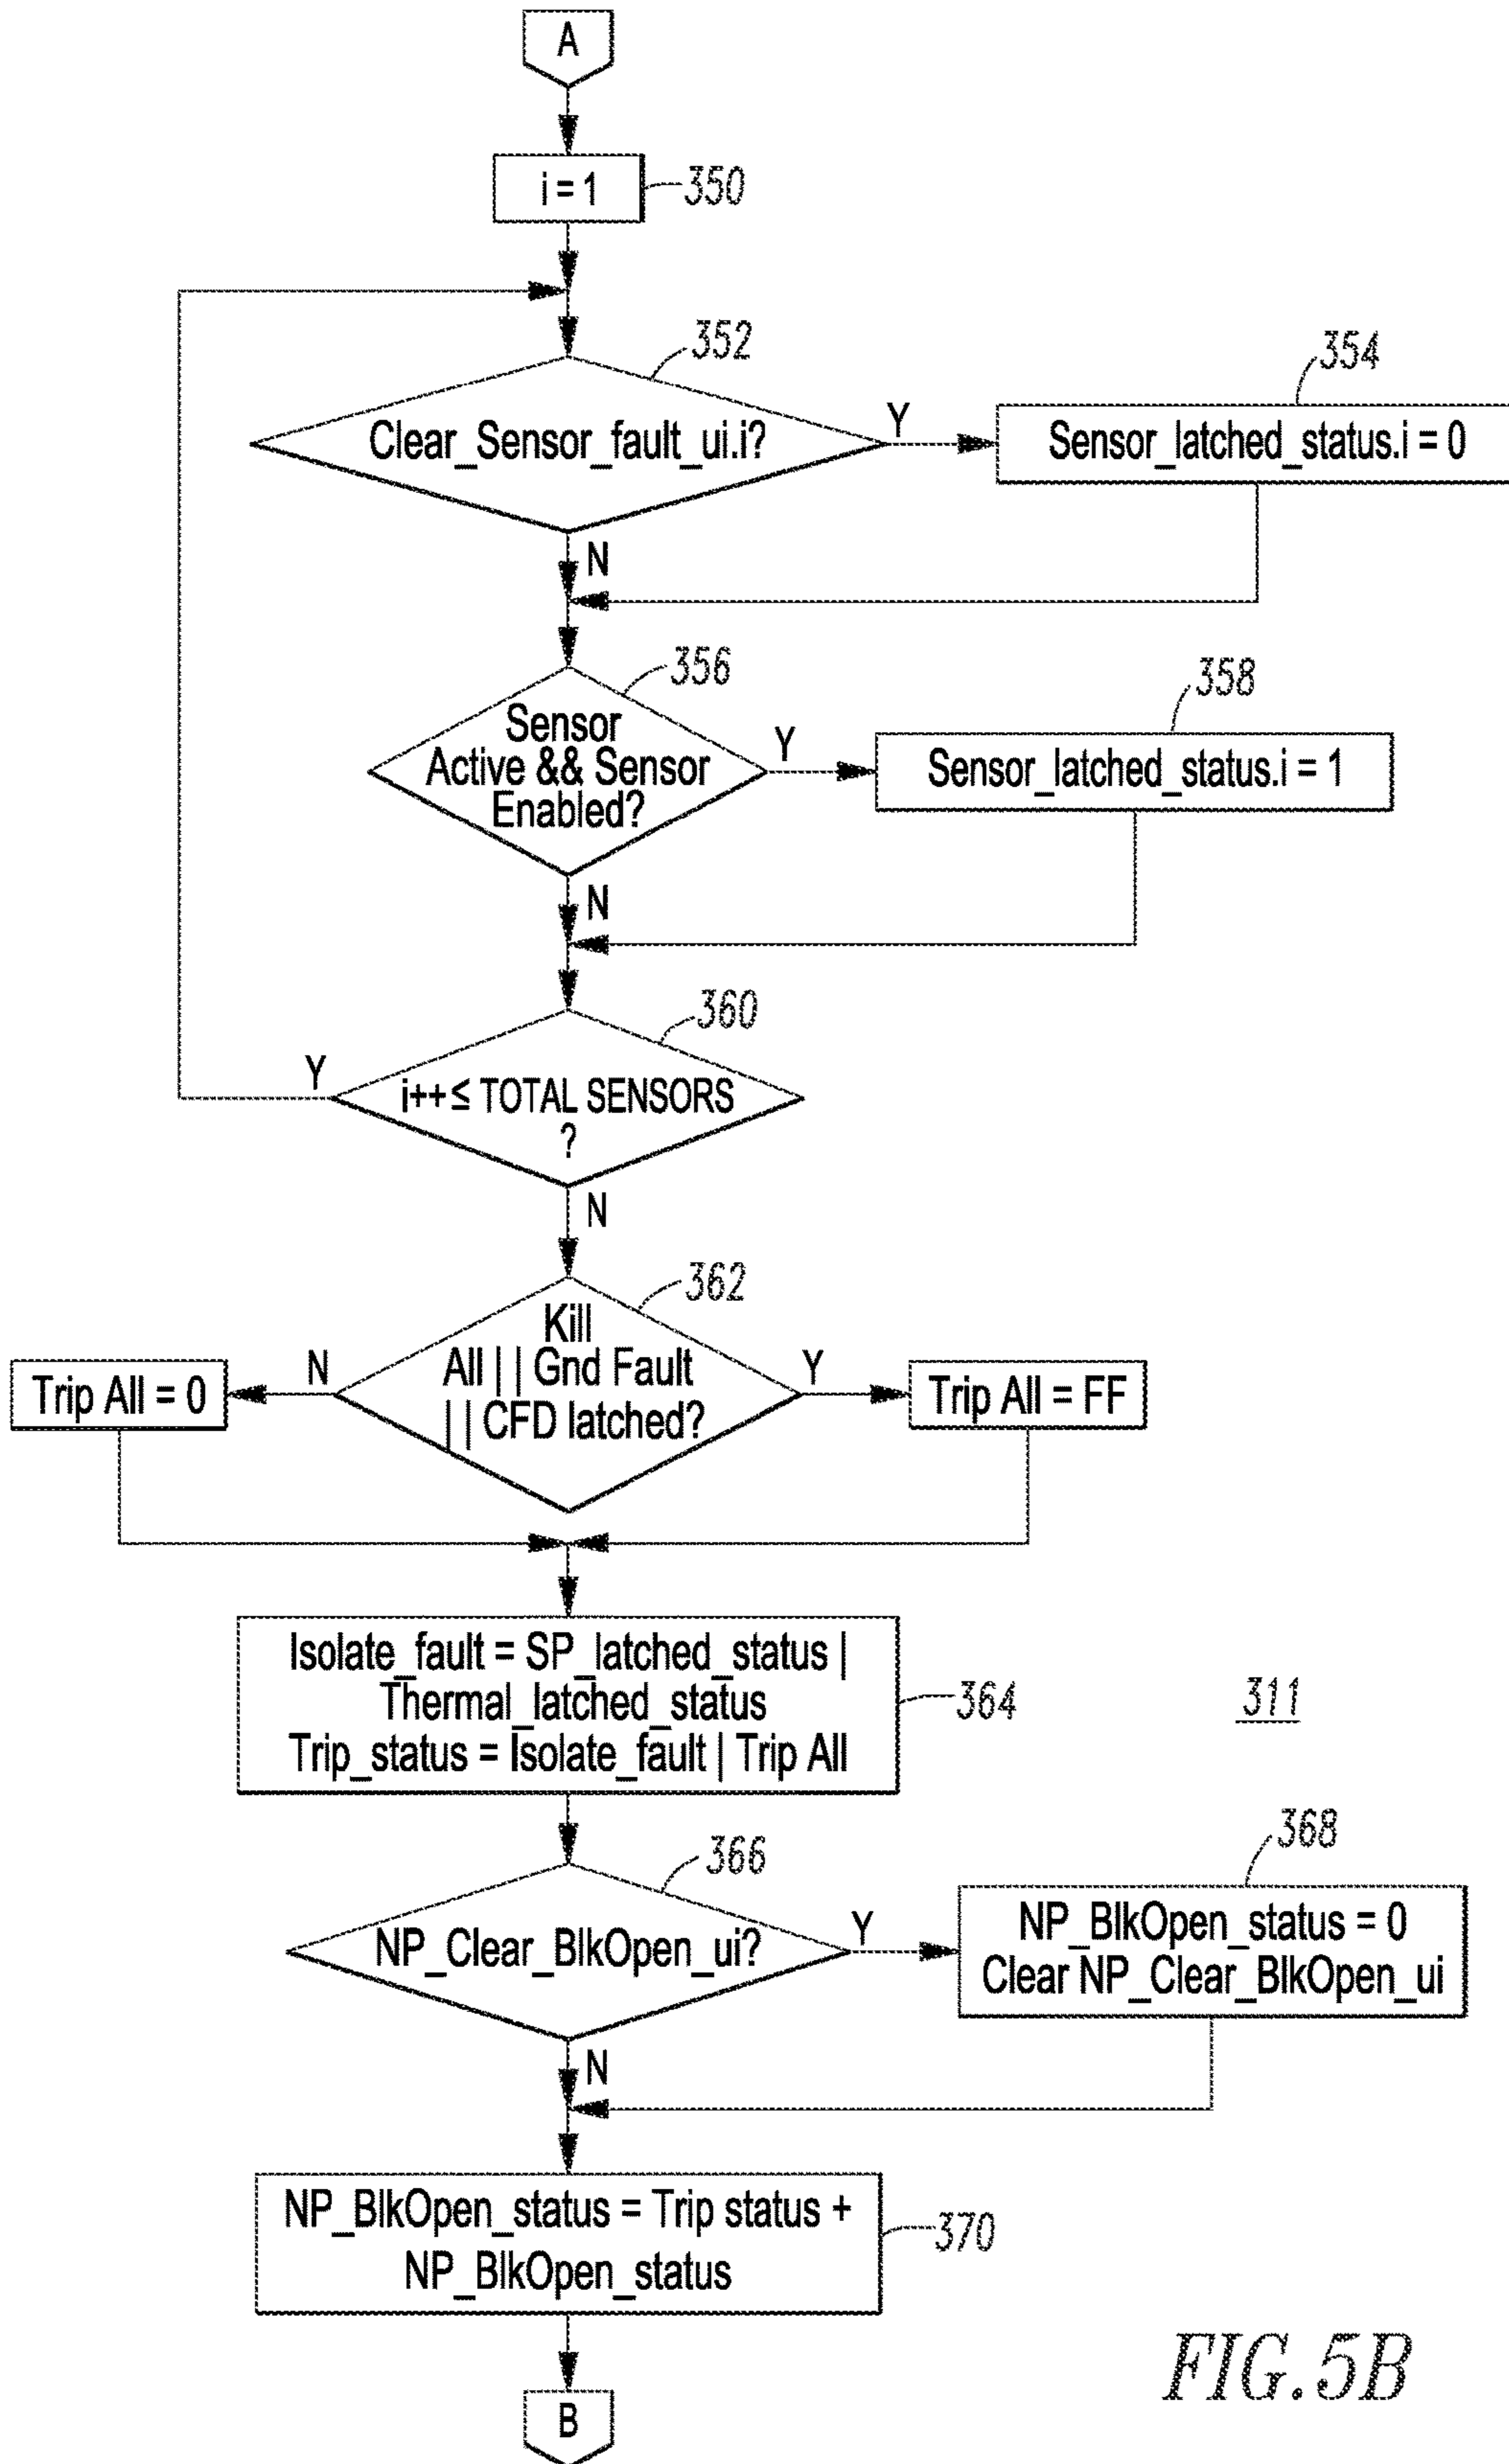 A
i = 1
350
352
Clear_Sensor_fault_ui.i?
Y
354
Sensor_latched_status.i = 0
N
356
Sensor
Active && Sensor
Enabled?
Y
358
Sensor_latched_status.i = 1
N
360
Y
i++ ≤ TOTAL SENSORS
?
N
362
Kill
All | | Gnd Fault
| | CFD latched?
N
Trip All = 0
Y
Trip All = FF
Isolate_fault = SP_latched_status |
Thermal_latched_status
Trip_status = Isolate_fault | Trip All
364
311
366
NP_Clear_BlkOpen_ui?
Y
368
NP_BlkOpen_status = 0
Clear NP_Clear_BlkOpen_ui
N
NP_BlkOpen_status = Trip status +
NP_BlkOpen_status
370
B
FIG. 5B